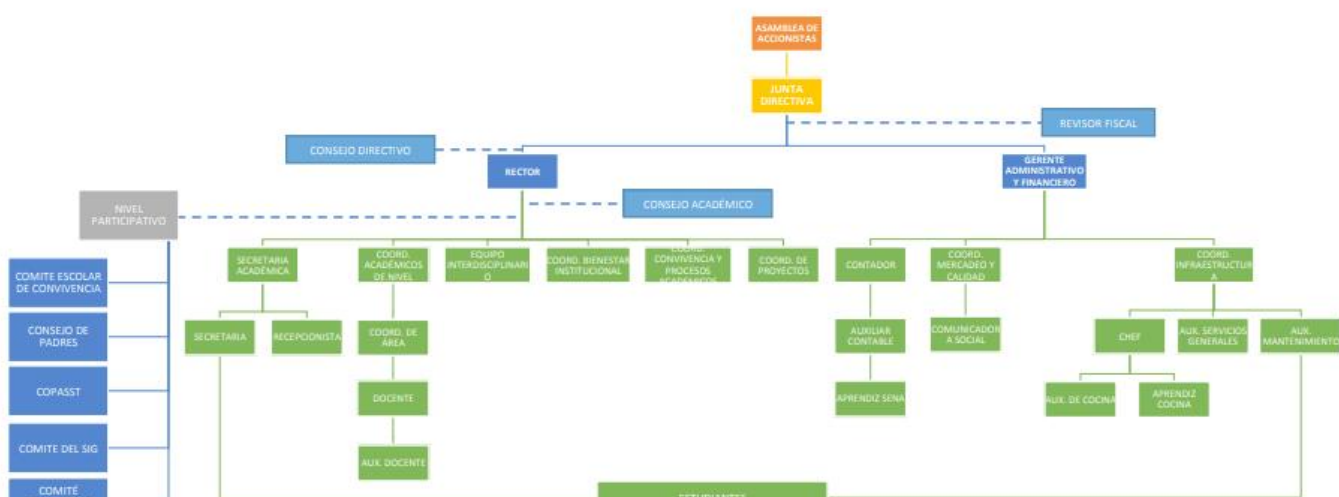 ASAMBLEA DE
ACCIONISTAS
JUNTA
DIRECTIVA
REVISOR FISCAL
CONSEJO DIRECTIVO
RECTOR
GERENTE
ADMINISTRATIVO
Y FINANCIERO
NIVEL
PARTICIPATIVO
CONSEJO ACADÉMICO
SECRETARIA
ACADÉMICA
COORD.
ACADÉMICOS
DE NIVEL
EQUIPO
INTERDISCIPLINARI
O
COORD. BIENESTAR
INSTITUCIONAL
COORD.
CONVIVENCIA Y
PROCESOS
ACADEMICOS
COORD. DE
PROYECTOS
CONTADOR
COORD.
MERCADEO Y
CALIDAD
COORD.
INFRAESTRUCTUR
A
COMITE ESCOLAR
DE CONVIVENCIA
CONSEJO DE
PADRES
COPASST
COMITE DEL SIG
COMITÉ
SECRETARIA
RECEPCIONISTA
COORD. DE
ÁREA
DOCENTE
AUX. DOCENTE
AUXILIAR
CONTABLE
APRENDIZ SENA
COMUNICADOR
A SOCIAL
CHEF
AUX. SERVICIOS
GENERALES
AUX.
MANTENIMIENTO
AUX. DE COCINA
APRENDIZ
COCINA
ESTUDIANTES